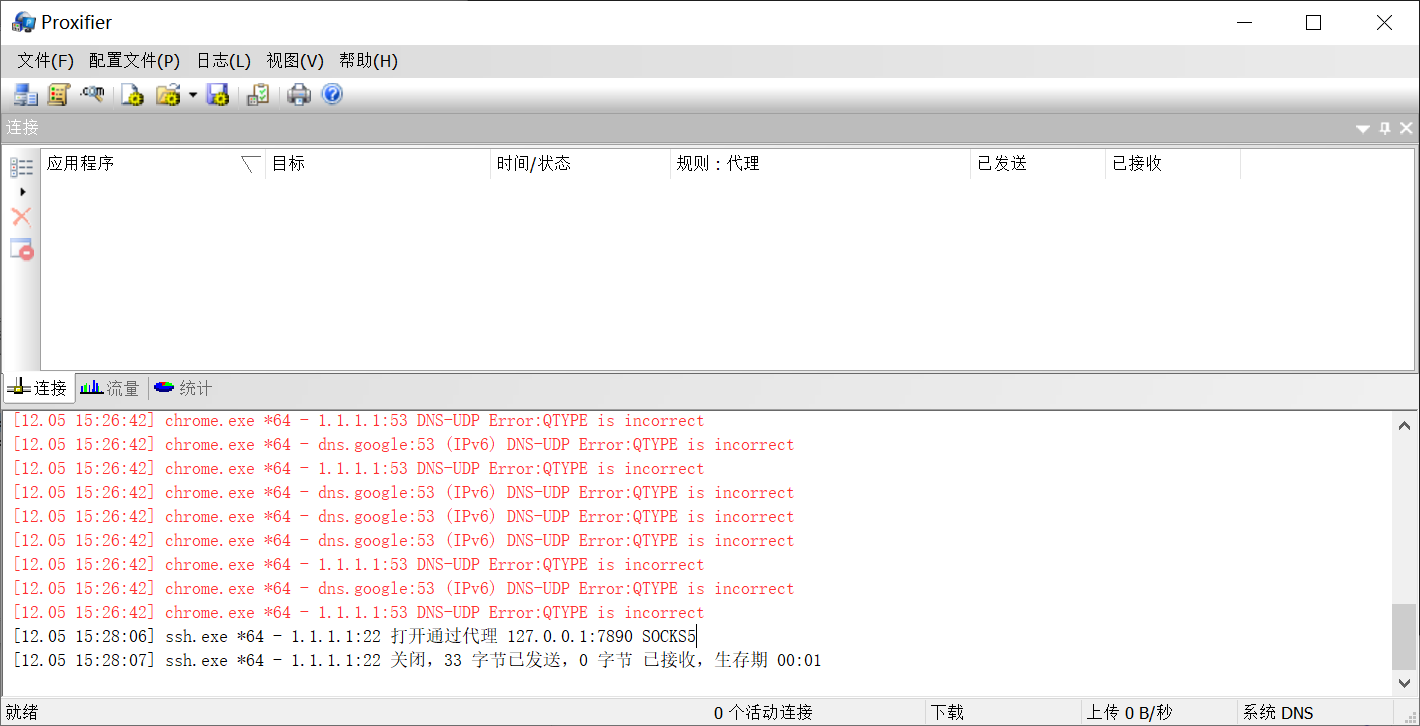 Proxifier
文件(F) 配置文件(P) 日志(L) 视图(V) 帮助(H)
.com
连接
应用程序 目标 时间/状态 规则：代理 已发送 已接收
连接 流量 统计
[12.05 15:26:42] chrome.exe *64 - 1.1.1.1:53 DNS-UDP Error:QTYPE is incorrect
[12.05 15:26:42] chrome.exe *64 - dns.google:53 (IPv6) DNS-UDP Error:QTYPE is incorrect
[12.05 15:26:42] chrome.exe *64 - 1.1.1.1:53 DNS-UDP Error:QTYPE is incorrect
[12.05 15:26:42] chrome.exe *64 - dns.google:53 (IPv6) DNS-UDP Error:QTYPE is incorrect
[12.05 15:26:42] chrome.exe *64 - dns.google:53 (IPv6) DNS-UDP Error:QTYPE is incorrect
[12.05 15:26:42] chrome.exe *64 - dns.google:53 (IPv6) DNS-UDP Error:QTYPE is incorrect
[12.05 15:26:42] chrome.exe *64 - 1.1.1.1:53 DNS-UDP Error:QTYPE is incorrect
[12.05 15:26:42] chrome.exe *64 - dns.google:53 (IPv6) DNS-UDP Error:QTYPE is incorrect
[12.05 15:26:42] chrome.exe *64 - 1.1.1.1:53 DNS-UDP Error:QTYPE is incorrect
[12.05 15:28:06] ssh.exe *64 - 1.1.1.1:22 打开通过代理 127.0.0.1:7890 SOCKS5
[12.05 15:28:07] ssh.exe *64 - 1.1.1.1:22 关闭，33 字节已发送，0 字节 已接收，生存期 00:01
就绪 0 个活动连接 下载 上传 0 B/秒 系统 DNS